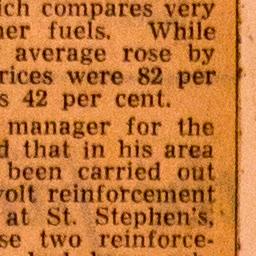 ich compares very
er fuels. While
average rose by
rices were 82 per
s 42 per cent.
manager for the
d that in his area
been carried out
volt reinforcement
at St. Stephen's,
se two reinforce-